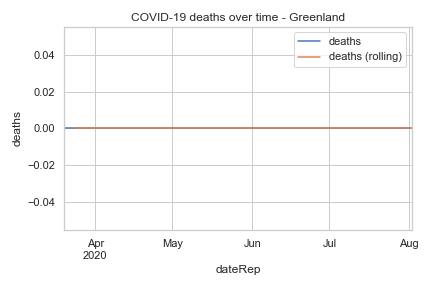 COVID-19 deaths over time - Greenland
deaths
deaths (rolling)
0.04
0.02
0.00
−0.02
−0.04
deaths
Apr
2020
May
Jun
Jul
Aug
dateRep